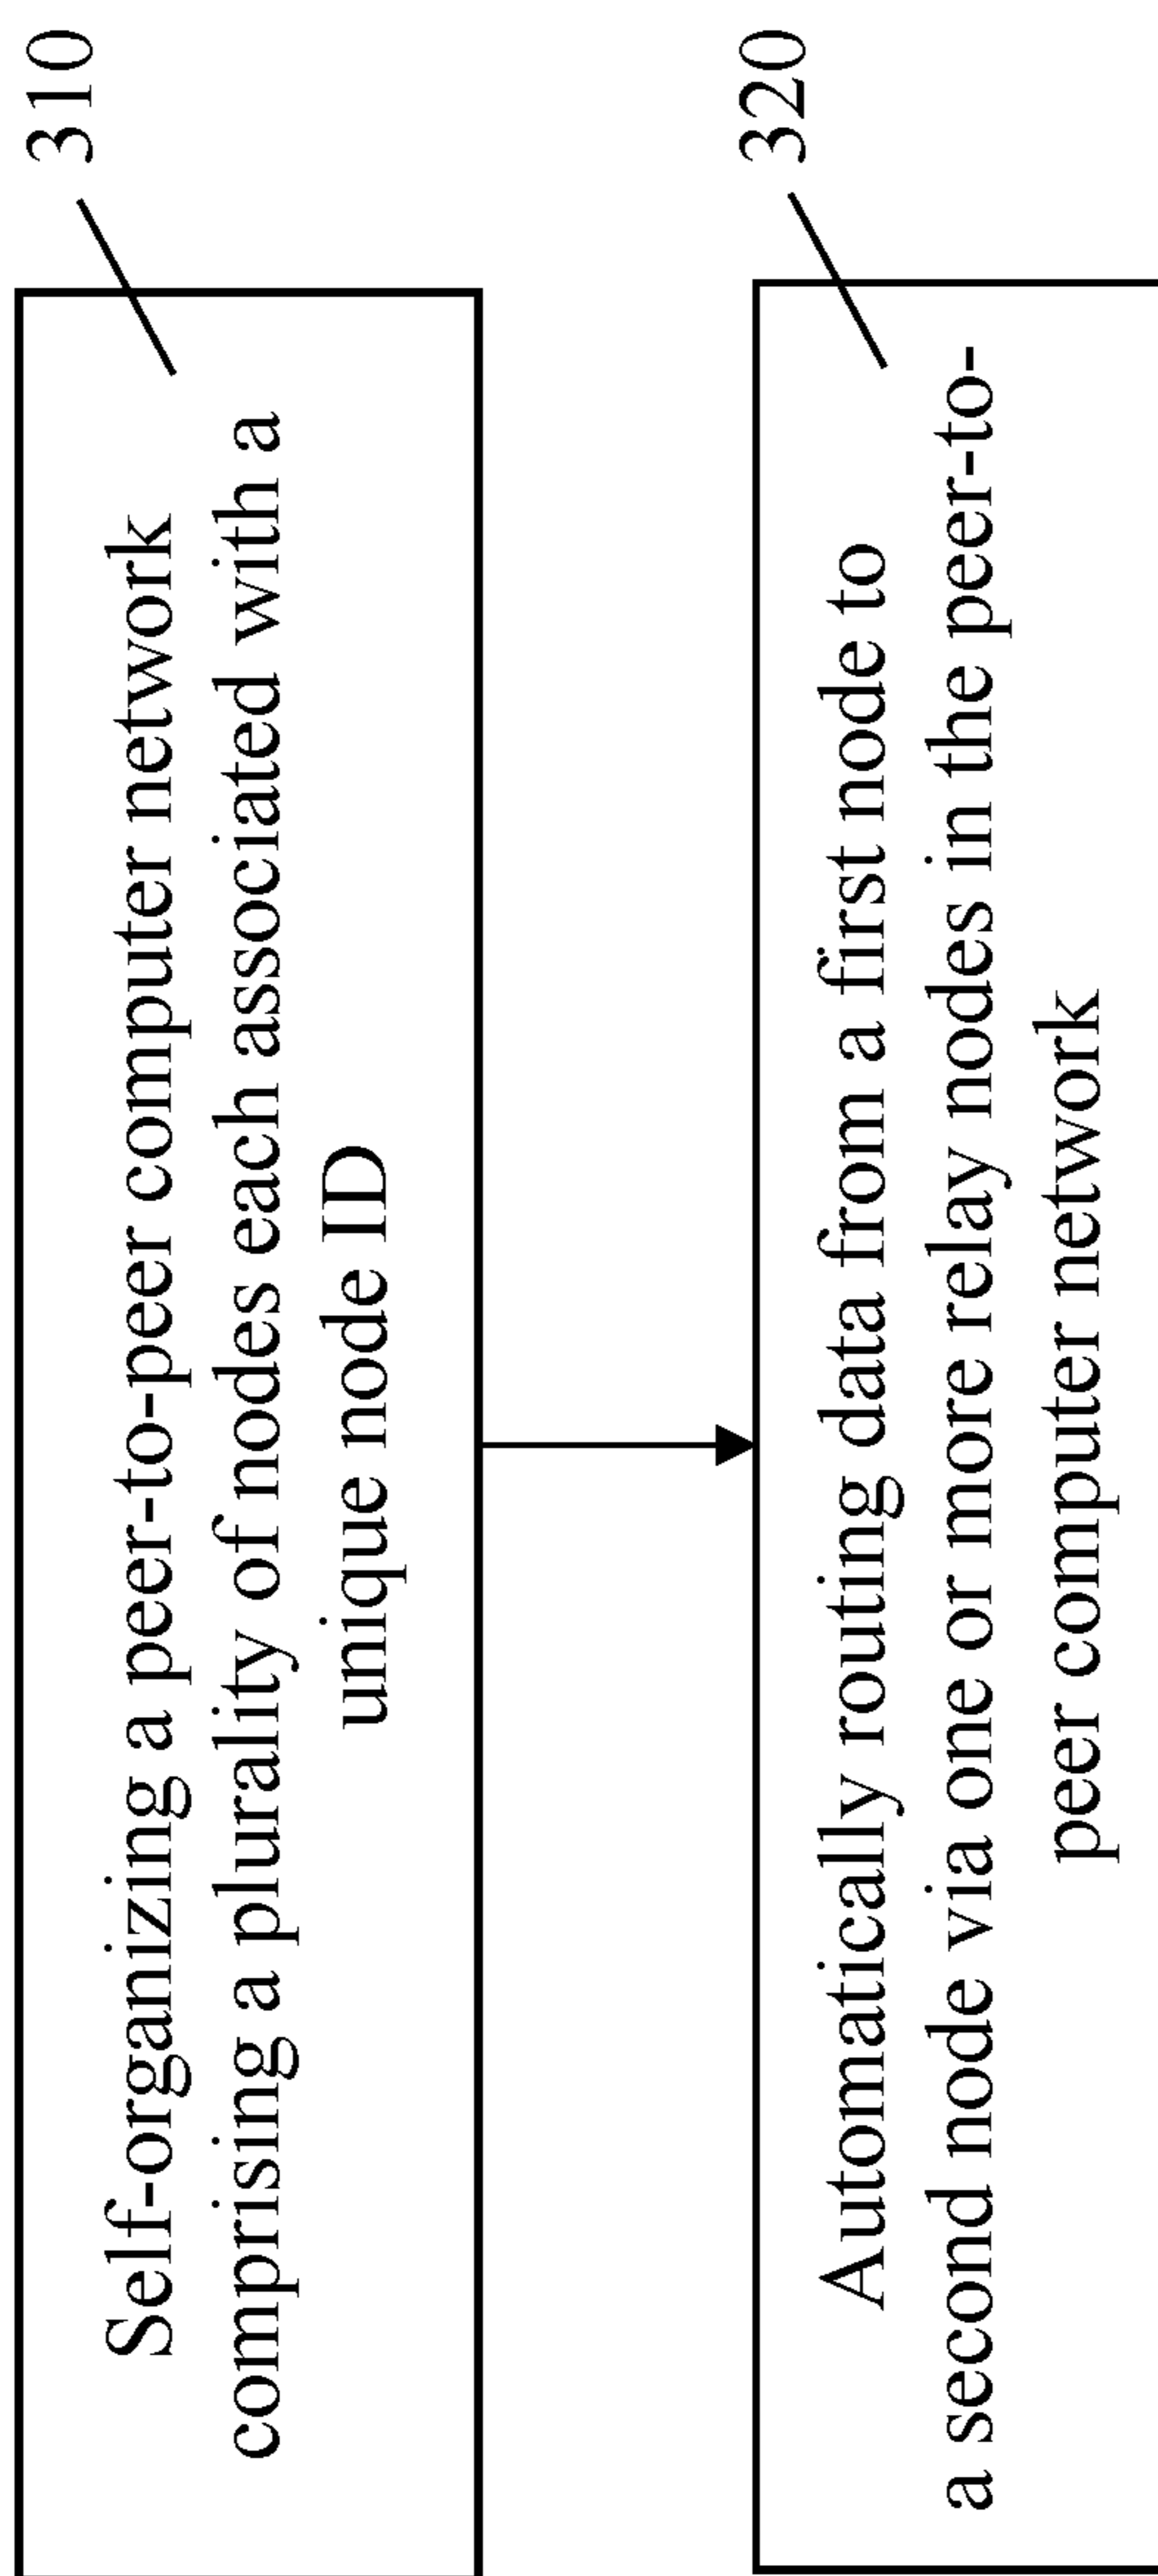 310
Self-organizing a peer-to-peer computer network
comprising a plurality of nodes each associated with a
unique node ID
320
Automatically routing data from a first node to
a second node via one or more relay nodes in the peer-to-
peer computer network